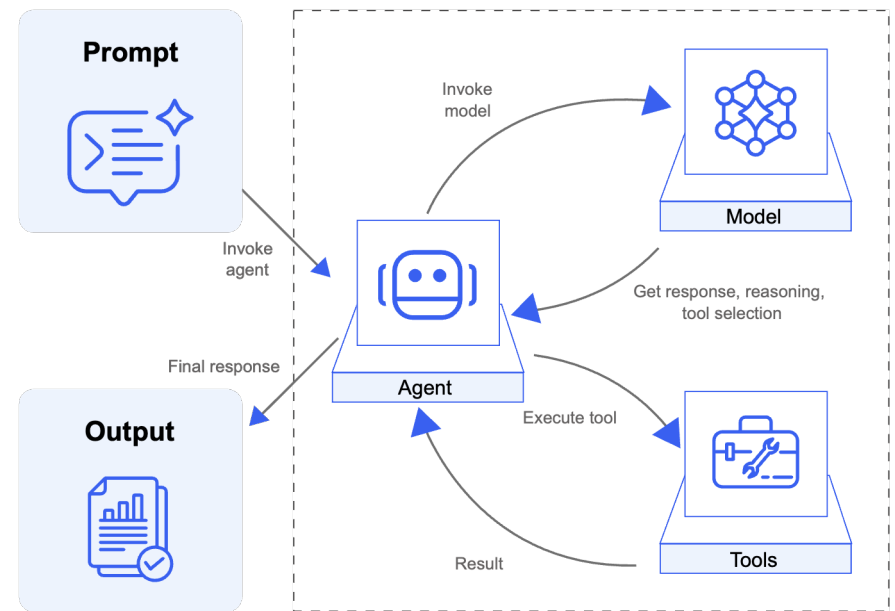 Prompt
Invoke
model
Model
Invoke
agent
Get response, reasoning,
tool selection
Final response
Agent
Execute tool
Output
Result
Tools